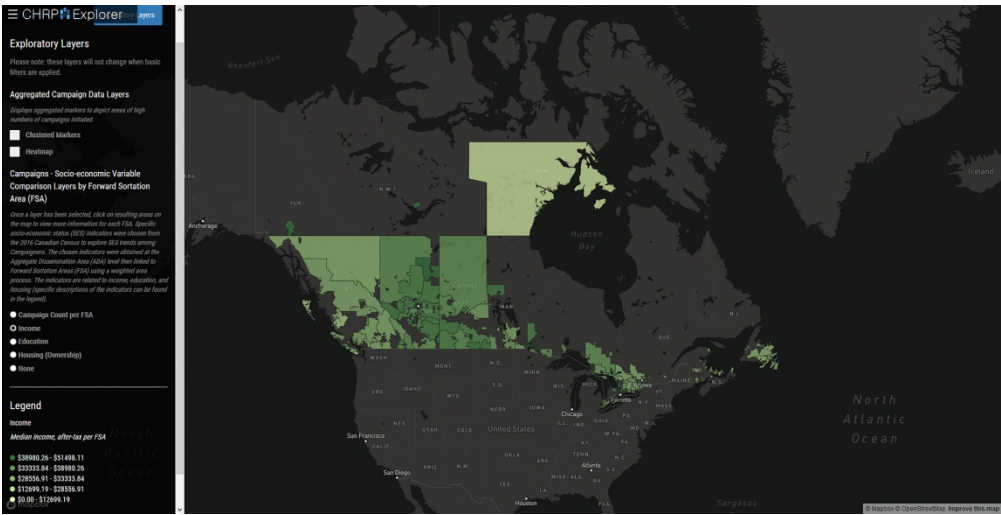 CHRP Explorer
Exploratory Layers
Please note: these layers will not change when basic
filters are applied.
Aggregated Campaign Data Layers
Displays aggregated markers to depict areas of high
numbers of campaigns initiated.
Clustered Markers
Heatmap
Campaigns - Socio-economic Variable
Comparison Layers by Forward Sortation
Area (FSA)
Once a layer has been selected, click on resulting areas on
the map to view more information for each FSA. Specific
socio-economic status (SES) indicators were chosen from
the 2016 Canadian Census to explore SES trends among
Campaigners. The chosen indicators were obtained at the
Aggregate Dissemination Area (ADA) level then linked to
Forward Sortation Areas (FSA) using a weighted area
process. The indicators are related to income, education, and
housing (specific descriptions of the indicators can be found
in the legend).
Campaign Count per FSA
Income
Education
Housing (Ownership)
None
Legend
Income
Median income, after-tax per FSA
$38980.26 - $51498.11
$33333.84 - $38980.26
$28556.91 - $33333.84
$12699.19 - $28556.91
$0.00 - $12699.19
Mapbox
North
Pacific
Ocean
Beaufort Sea
Iceland
Anchorage
YUK.
N.W.T.
Hudson
Bay
MAN.
N.L.
QUE.
WASH.
MONT.
N.D.
MINN.
ORE.
IDAHO
WYO.
S.D.
WIS.
MICH.
Toronto
N.Y.
MASS.
VT.
MAINE
N.S.
NEBR.
IOWA
Chicago
ILL.
IND.
OHIO
PA.
N.J.
NEV.
UTAH
COLO.
United States
W.VA.
MD.
KY.
VA.
San Francisco
CALIF.
TENN.
N.C.
OKLA.
ARK.
Atlanta
S.C.
San Diego
ARIZ.
N.M.
MISS.
ALA.
TEX.
LA.
Houston
FLA.
North
Atlantic
Ocean
Sargasso
© Mapbox © OpenStreetMap Improve this map